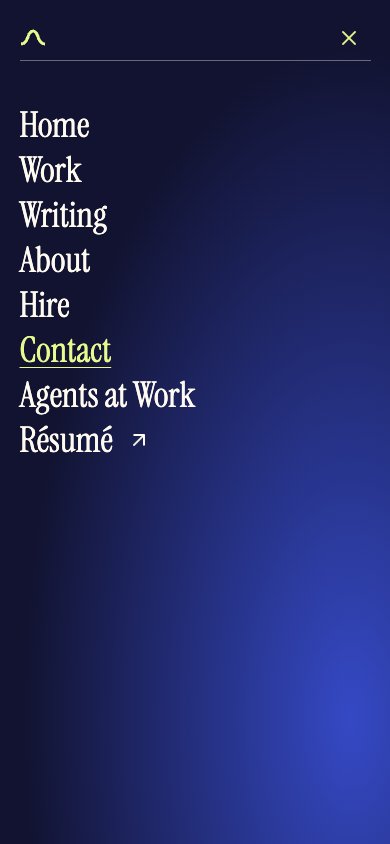 Home
Work
Writing
About
Hire
Contact
Agents at Work
Résumé